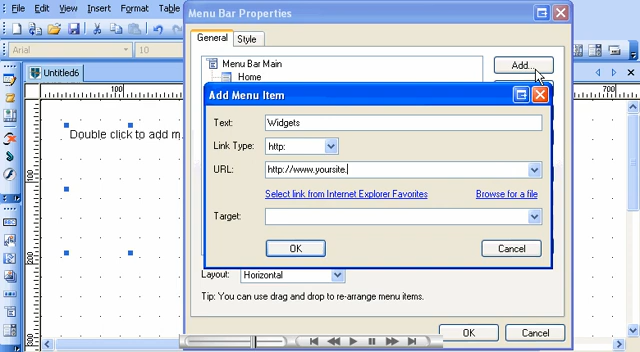 File Edit View Insert Format Table
Menu Bar Properties
Arial 10
General Style
Untitled6
Menu Bar Main
Home
Add...
100
700
Add Menu Item
Text: Widgets
Link Type: http:
URL: http://www.yoursite.
Select link from Internet Explorer Favorites Browse for a file
Target:
OK Cancel
Double click to add m
100
200
300
Layout: Horizontal
Tip: You can use drag and drop to re-arrange menu items.
OK Cancel